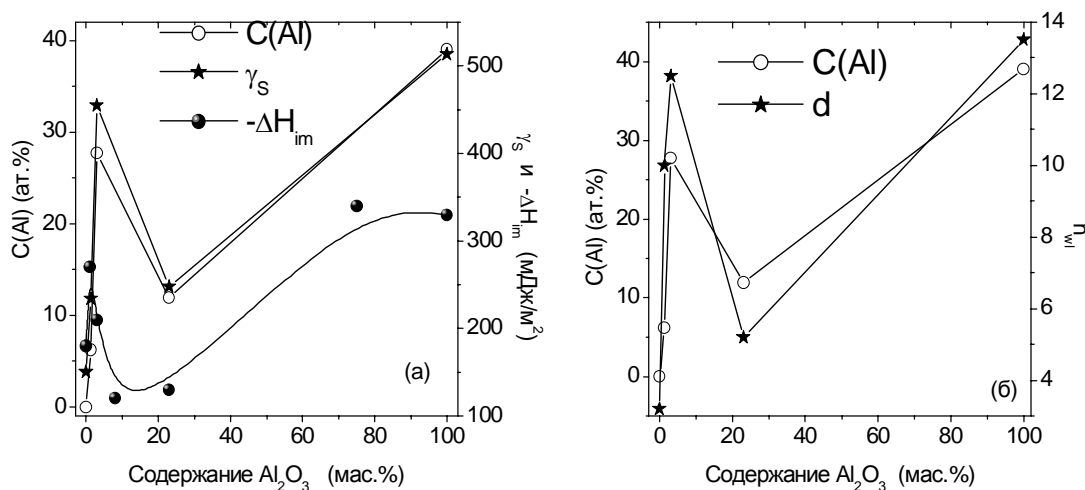 C(Al)
γS
-ΔHim
40
30
20
10
0
C(Al) (ат.%)
500
400
300
200
100
γS и -ΔHim (мДж/м²)
(а)
0 20 40 60 80 100
Содержание Al₂O₃ (мас.%)
C(Al)
d
40
30
20
10
0
C(Al) (ат.%)
14
12
10
8
6
4
(б)
0 20 40 60 80 100
Содержание Al₂O₃ (мас.%)